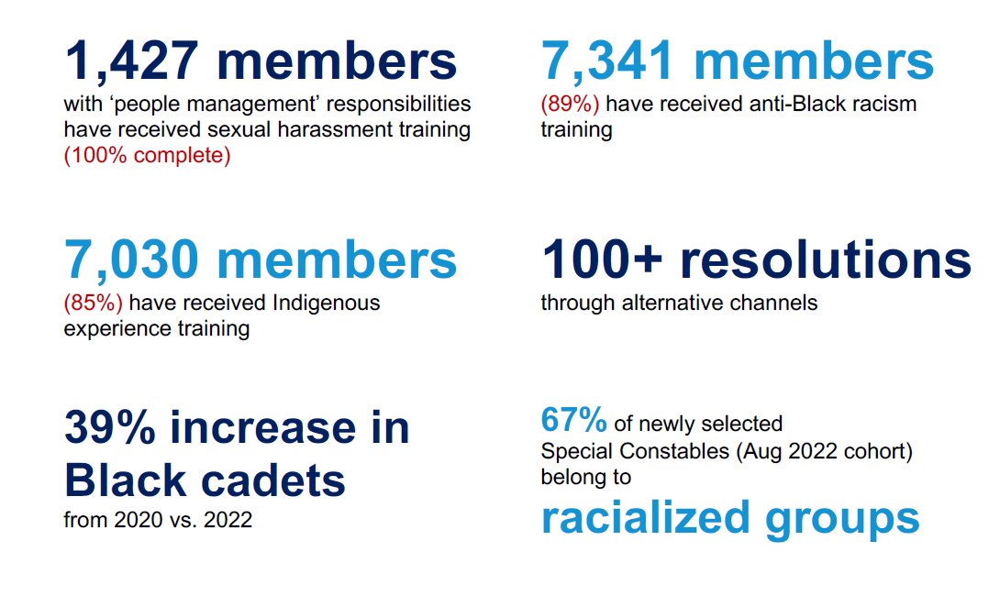 1,427 members
with ‘people management’ responsibilities
have received sexual harassment training
(100% complete)
7,341 members
(89%) have received anti-Black racism
training
7,030 members
(85%) have received Indigenous
experience training
100+ resolutions
through alternative channels
39% increase in
Black cadets
from 2020 vs. 2022
67% of newly selected
Special Constables (Aug 2022 cohort)
belong to
racialized groups